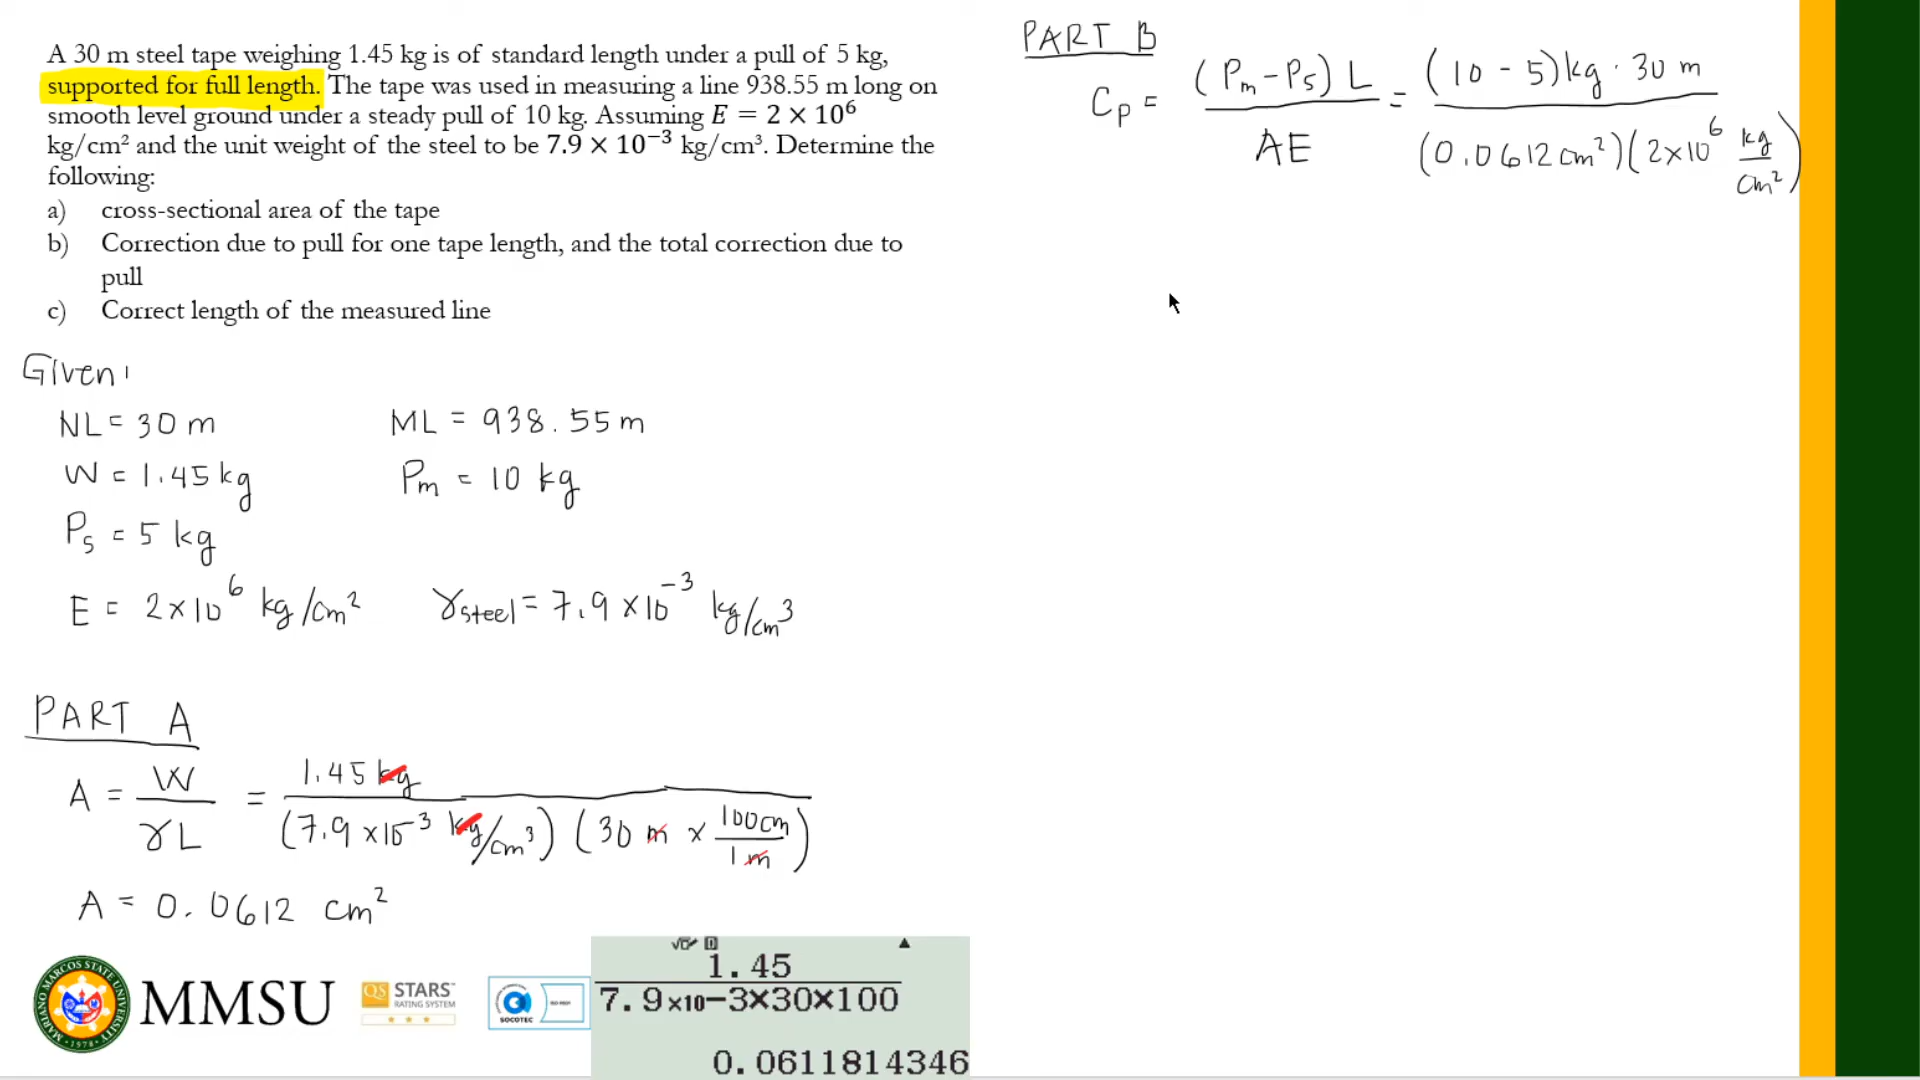 A 30 m steel tape weighing 1.45 kg is of standard length under a pull of 5 kg,
supported for full length. The tape was used in measuring a line 938.55 m long on
smooth level ground under a steady pull of 10 kg. Assuming E = 2 × 10⁶
kg/cm² and the unit weight of the steel to be 7.9 × 10⁻³ kg/cm³. Determine the
following:
a) cross-sectional area of the tape
b) Correction due to pull for one tape length, and the total correction due to
pull
c) Correct length of the measured line
Given:
NL = 30 m
ML = 938.55 m
W = 1.45 kg
Pm = 10 kg
Ps = 5 kg
E = 2×10⁶ kg/cm²
γsteel = 7.9 ×10⁻³ kg/cm³
PART A
A = W / γL = 1.45 kg / (7.9 ×10⁻³ kg/cm³) (30 m × 100cm / 1m)
A = 0.0612 cm²
MARIANO MARCOS STATE UNIVERSITY
• 1978 •
MMSU
QS STARS™
RATING SYSTEM
SOCOTEC
1.45
7.9×10-3×30×100
0.0611814346
PART B
Cp = (Pm - Ps) L / AE = (10 - 5)kg · 30 m / (0.0612 cm²)(2×10⁶ kg/cm²)